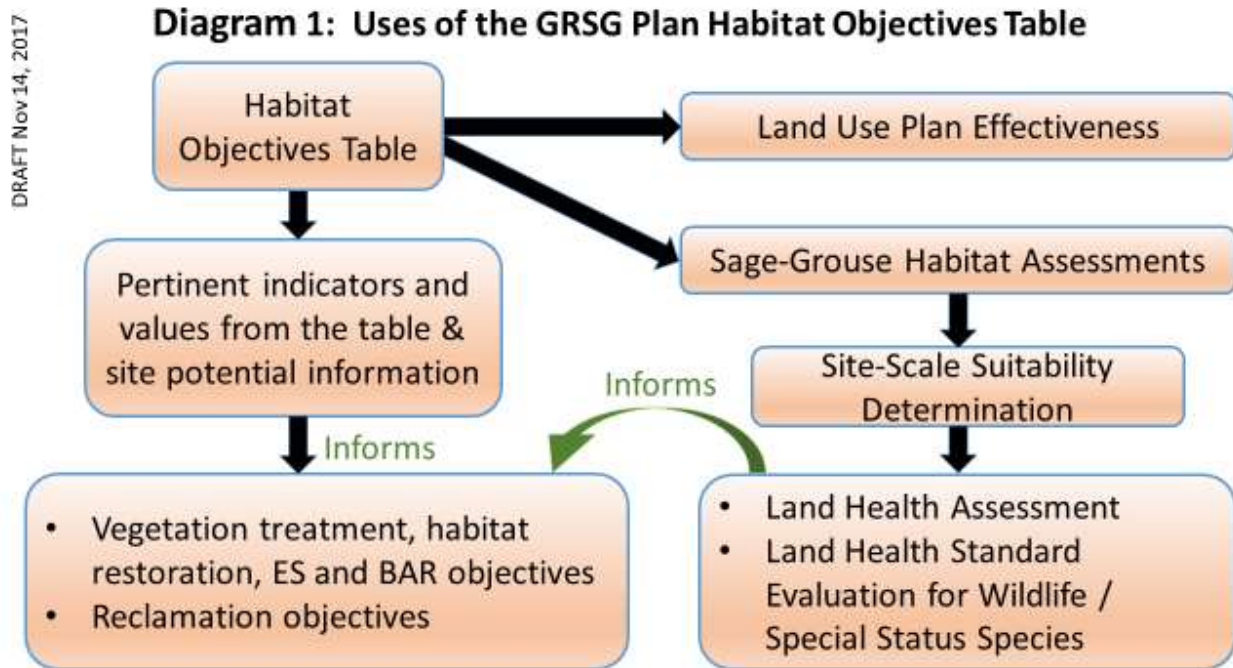 DRAFT Nov 14, 2017
Diagram 1: Uses of the GRSG Plan Habitat Objectives Table
Habitat
Objectives Table
Land Use Plan Effectiveness
Sage-Grouse Habitat Assessments
Pertinent indicators and
values from the table &
site potential information
Site-Scale Suitability
Determination
Informs
Informs
• Vegetation treatment, habitat
restoration, ES and BAR objectives
• Reclamation objectives
• Land Health Assessment
• Land Health Standard
Evaluation for Wildlife /
Special Status Species